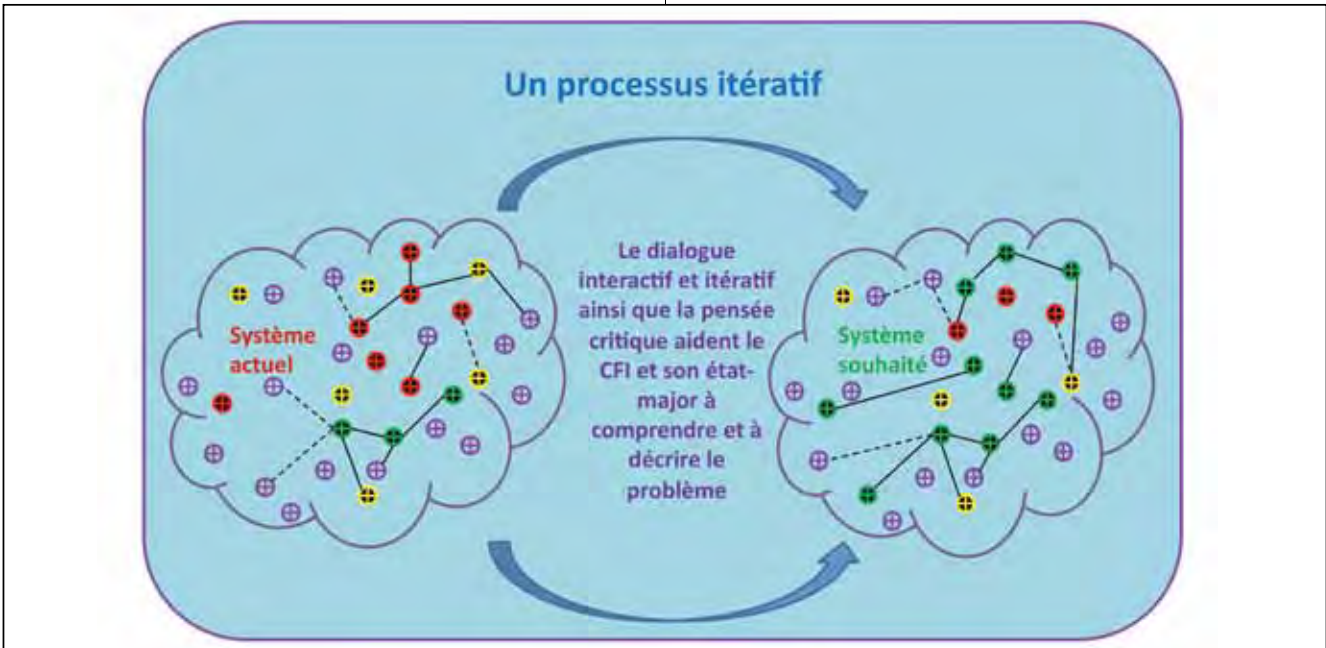 Un processus itératif
Le dialogue
interactif et itératif
ainsi que la pensée
critique aident le
CFI et son état-
major à
comprendre et à
décrire le
problème
Système
actuel
Système
souhaité